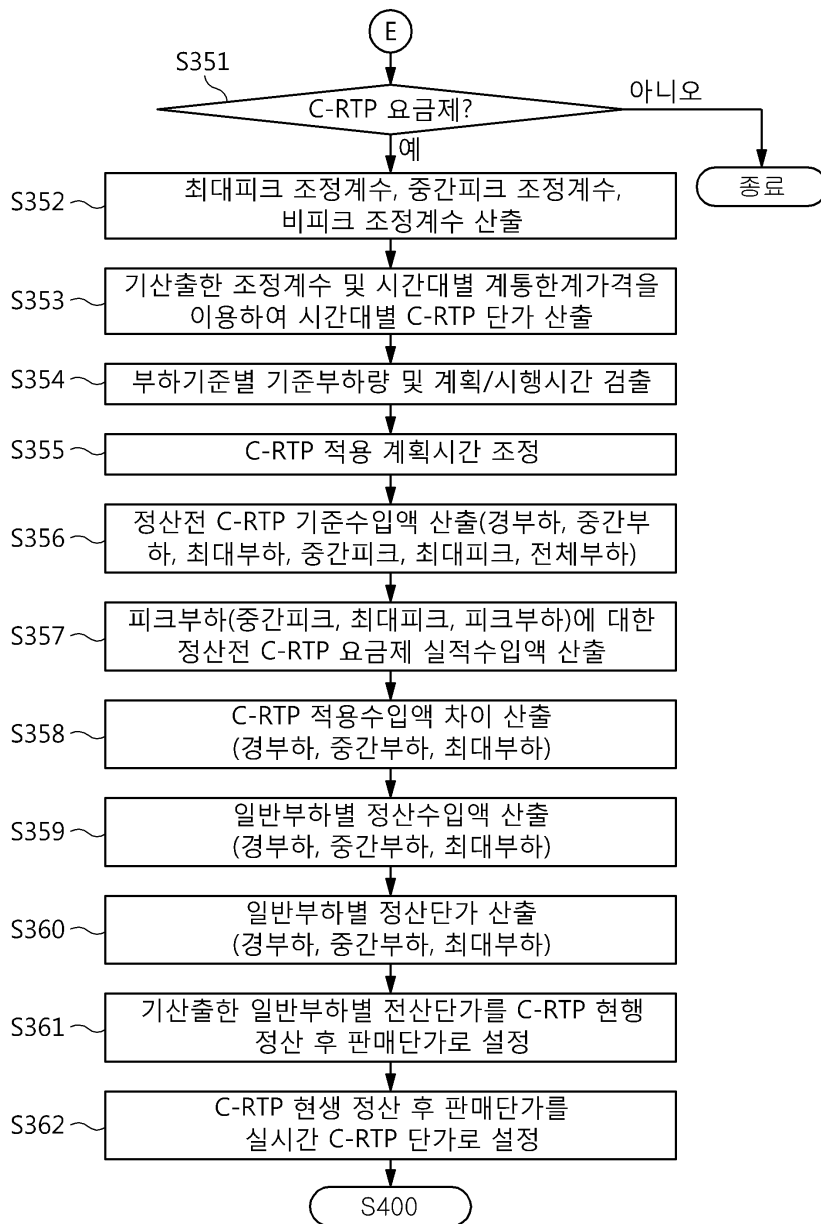 E
S351
C-RTP 요금제?
아니오
예
종료
S352
최대피크 조정계수, 중간피크 조정계수,
비피크 조정계수 산출
S353
기산출한 조정계수 및 시간대별 계통한계가격을
이용하여 시간대별 C-RTP 단가 산출
S354
부하기준별 기준부하량 및 계획/시행시간 검출
S355
C-RTP 적용 계획시간 조정
S356
정산전 C-RTP 기준수입액 산출(경부하, 중간부
하, 최대부하, 중간피크, 최대피크, 전체부하)
S357
피크부하(중간피크, 최대피크, 피크부하)에 대한
정산전 C-RTP 요금제 실적수입액 산출
S358
C-RTP 적용수입액 차이 산출
(경부하, 중간부하, 최대부하)
S359
일반부하별 정산수입액 산출
(경부하, 중간부하, 최대부하)
S360
일반부하별 정산단가 산출
(경부하, 중간부하, 최대부하)
S361
기산출한 일반부하별 전산단가를 C-RTP 현행
정산 후 판매단가로 설정
S362
C-RTP 현생 정산 후 판매단가를
실시간 C-RTP 단가로 설정
S400